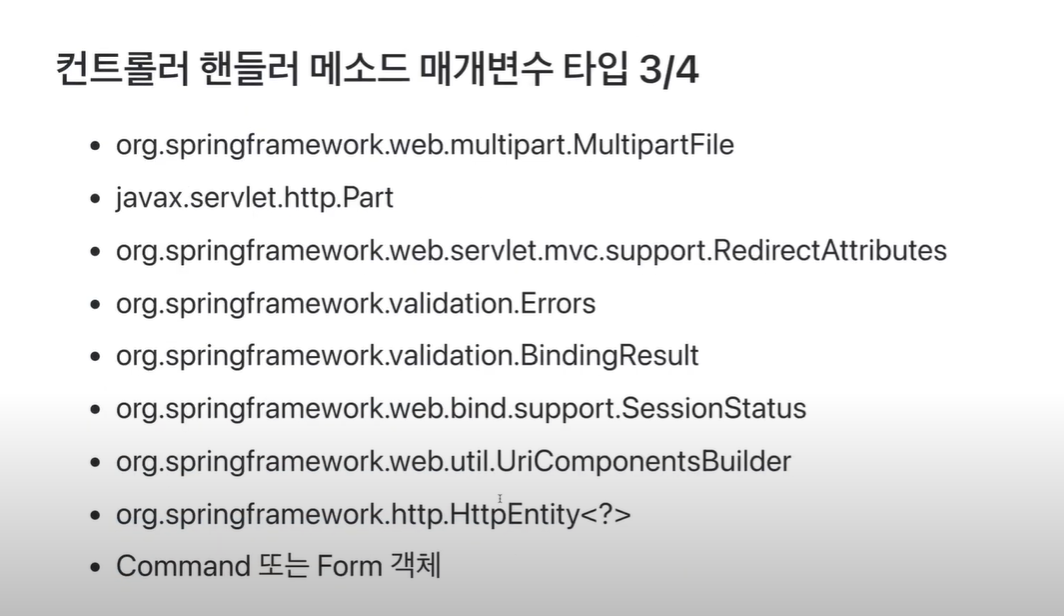 컨트롤러 핸들러 메소드 매개변수 타입 3/4
org.springframework.web.multipart.MultipartFile
javax.servlet.http.Part
org.springframework.web.servlet.mvc.support.RedirectAttributes
org.springframework.validation.Errors
org.springframework.validation.BindingResult
org.springframework.web.bind.support.SessionStatus
org.springframework.web.util.UriComponentsBuilder
org.springframework.http.HttpEntity<?>
Command 또는 Form 객체